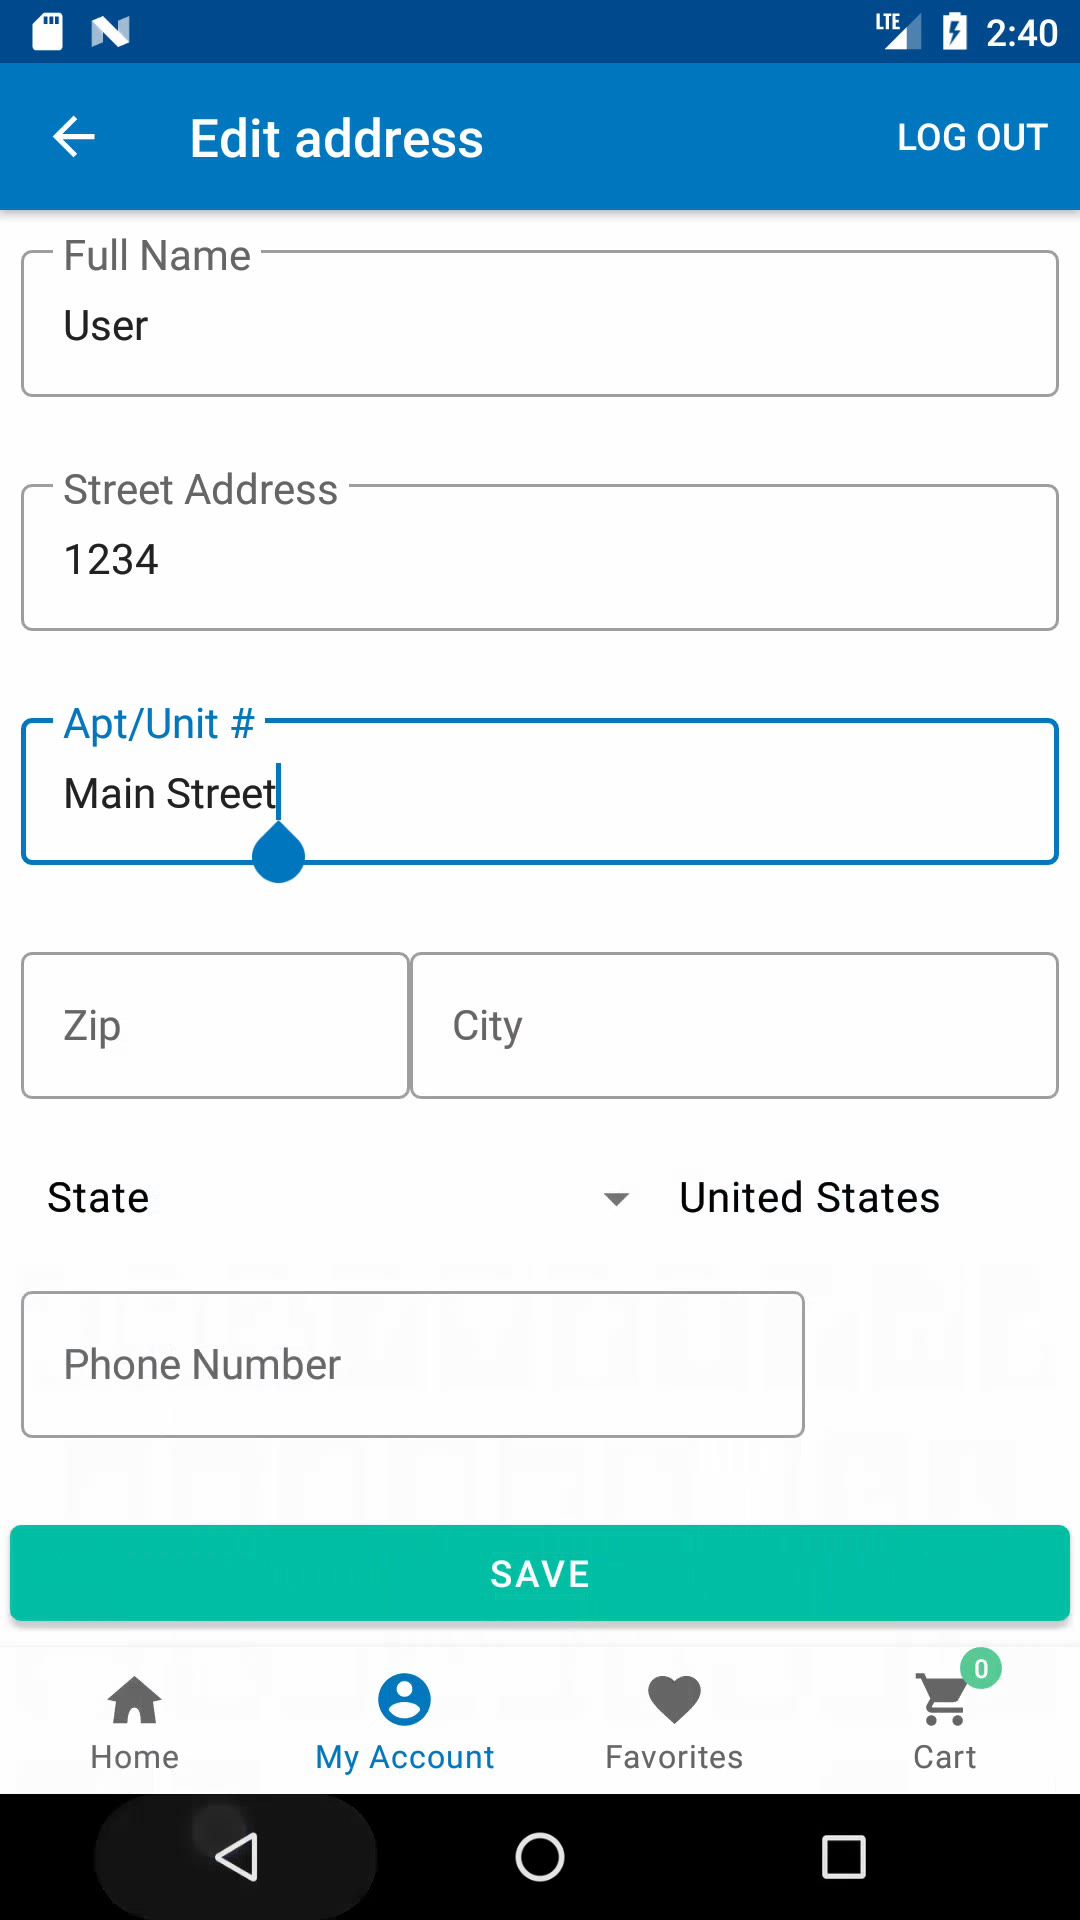 LTE 2:40
Edit address LOG OUT
Full Name
User
Street Address
1234
Apt/Unit #
Main Street
Zip City
State United States
Phone Number
SAVE
0
Home My Account Favorites Cart